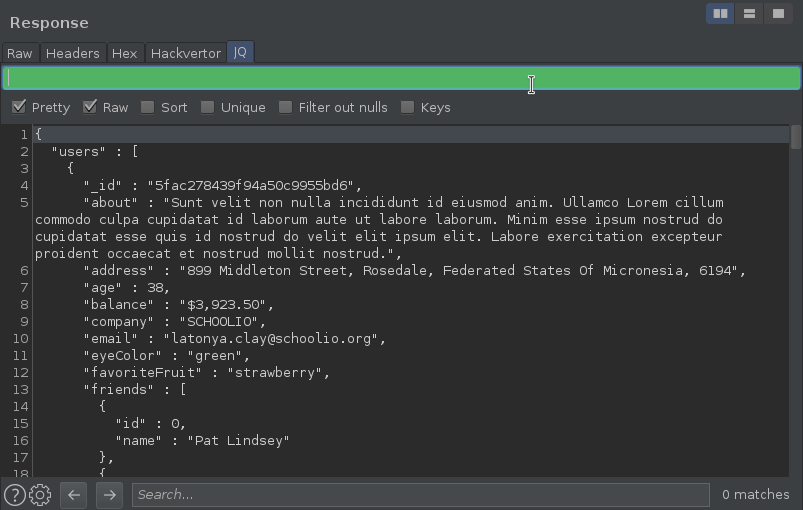 Response
Raw Headers Hex Hackvertor JQ
Pretty Raw Sort Unique Filter out nulls Keys
1 {
2 "users" : [
3 {
4 "_id" : "5fac278439f94a50c9955bd6",
5 "about" : "Sunt velit non nulla incididunt id eiusmod anim. Ullamco Lorem cillum
commodo culpa cupidatat id laborum aute ut labore laborum. Minim esse ipsum nostrud do
cupidatat esse quis id nostrud do velit elit ipsum elit. Labore exercitation excepteur
proident occaecat et nostrud mollit nostrud.",
6 "address" : "899 Middleton Street, Rosedale, Federated States Of Micronesia, 6194",
7 "age" : 38,
8 "balance" : "$3,923.50",
9 "company" : "SCHOOLIO",
10 "email" : "latonya.clay@schoolio.org",
11 "eyeColor" : "green",
12 "favoriteFruit" : "strawberry",
13 "friends" : [
14 {
15 "id" : 0,
16 "name" : "Pat Lindsey"
17 },
18 {
? Search... 0 matches